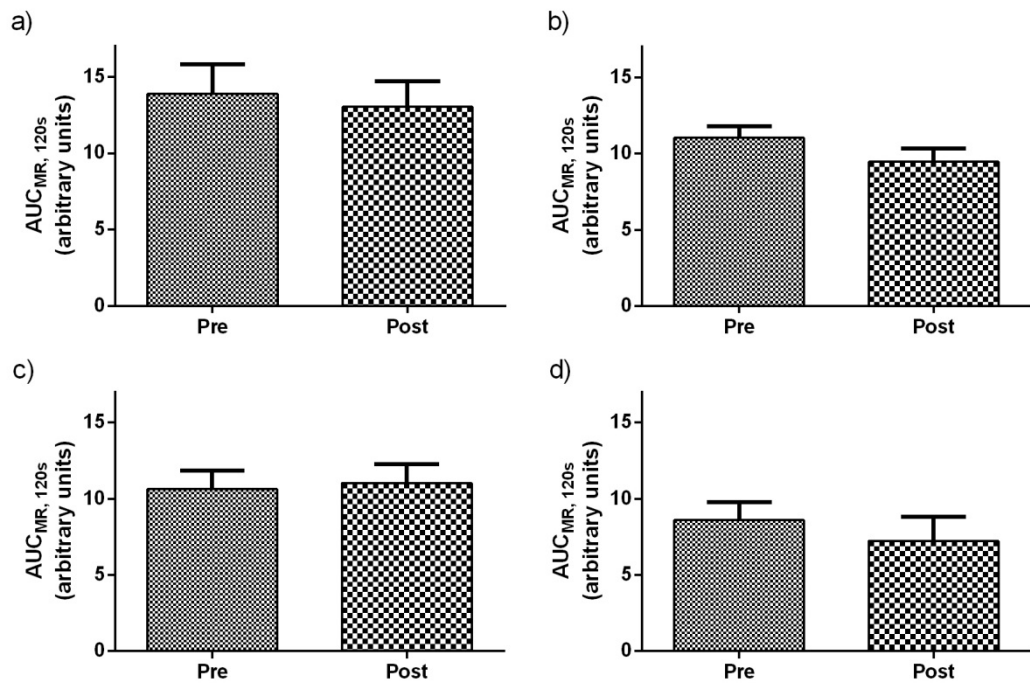 a)
AUCMR, 120s
(arbitrary units)
15
10
5
0
Pre Post
b)
AUCMR, 120s
(arbitrary units)
15
10
5
0
Pre Post
c)
AUCMR, 120s
(arbitrary units)
15
10
5
0
Pre Post
d)
AUCMR, 120s
(arbitrary units)
15
10
5
0
Pre Post